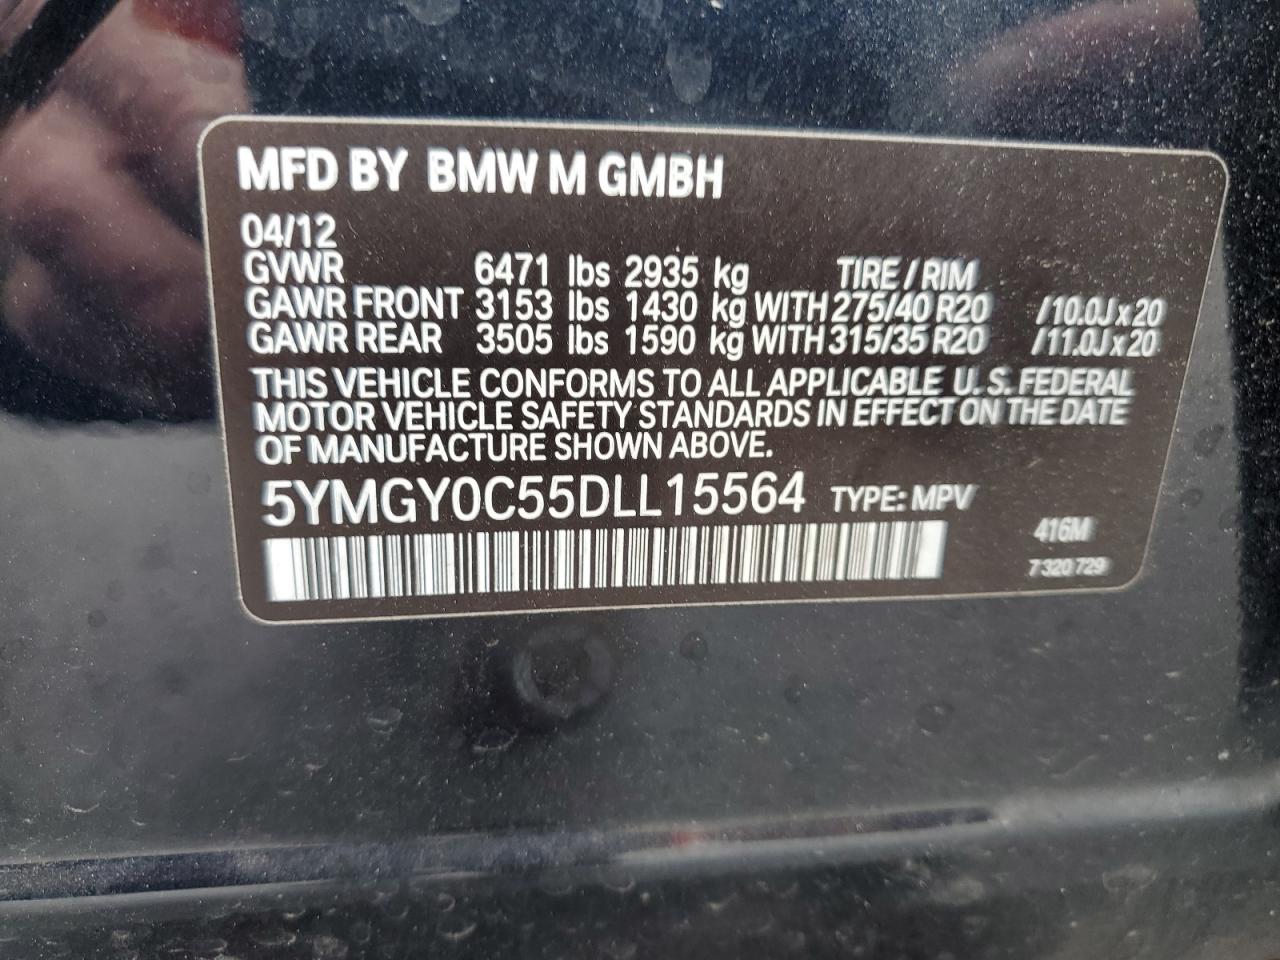 MFD BY BMW M GMBH
04/12
GVWR 6471 lbs 2935 kg TIRE / RIM
GAWR FRONT 3153 lbs 1430 kg WITH 275/40 R20 /10.0J x 20
GAWR REAR 3505 lbs 1590 kg WITH 315/35 R20 /11.0J x 20
THIS VEHICLE CONFORMS TO ALL APPLICABLE U.S. FEDERAL
MOTOR VEHICLE SAFETY STANDARDS IN EFFECT ON THE DATE
OF MANUFACTURE SHOWN ABOVE.
5YMGY0C55DLL15564 TYPE: MPV
416M
7 320 729